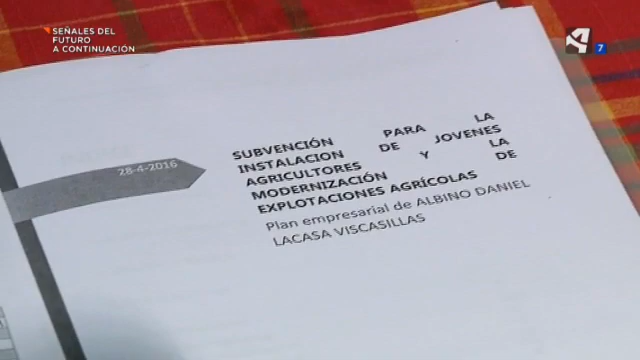 SEÑALES DEL
FUTURO
A CONTINUACIÓN
7
28-4-2016
SUBVENCIÓN PARA LA
INSTALACION DE JOVENES
AGRICULTORES Y LA
MODERNIZACIÓN DE
EXPLOTACIONES AGRÍCOLAS
Plan empresarial de ALBINO DANIEL
LACASA VISCASILLAS